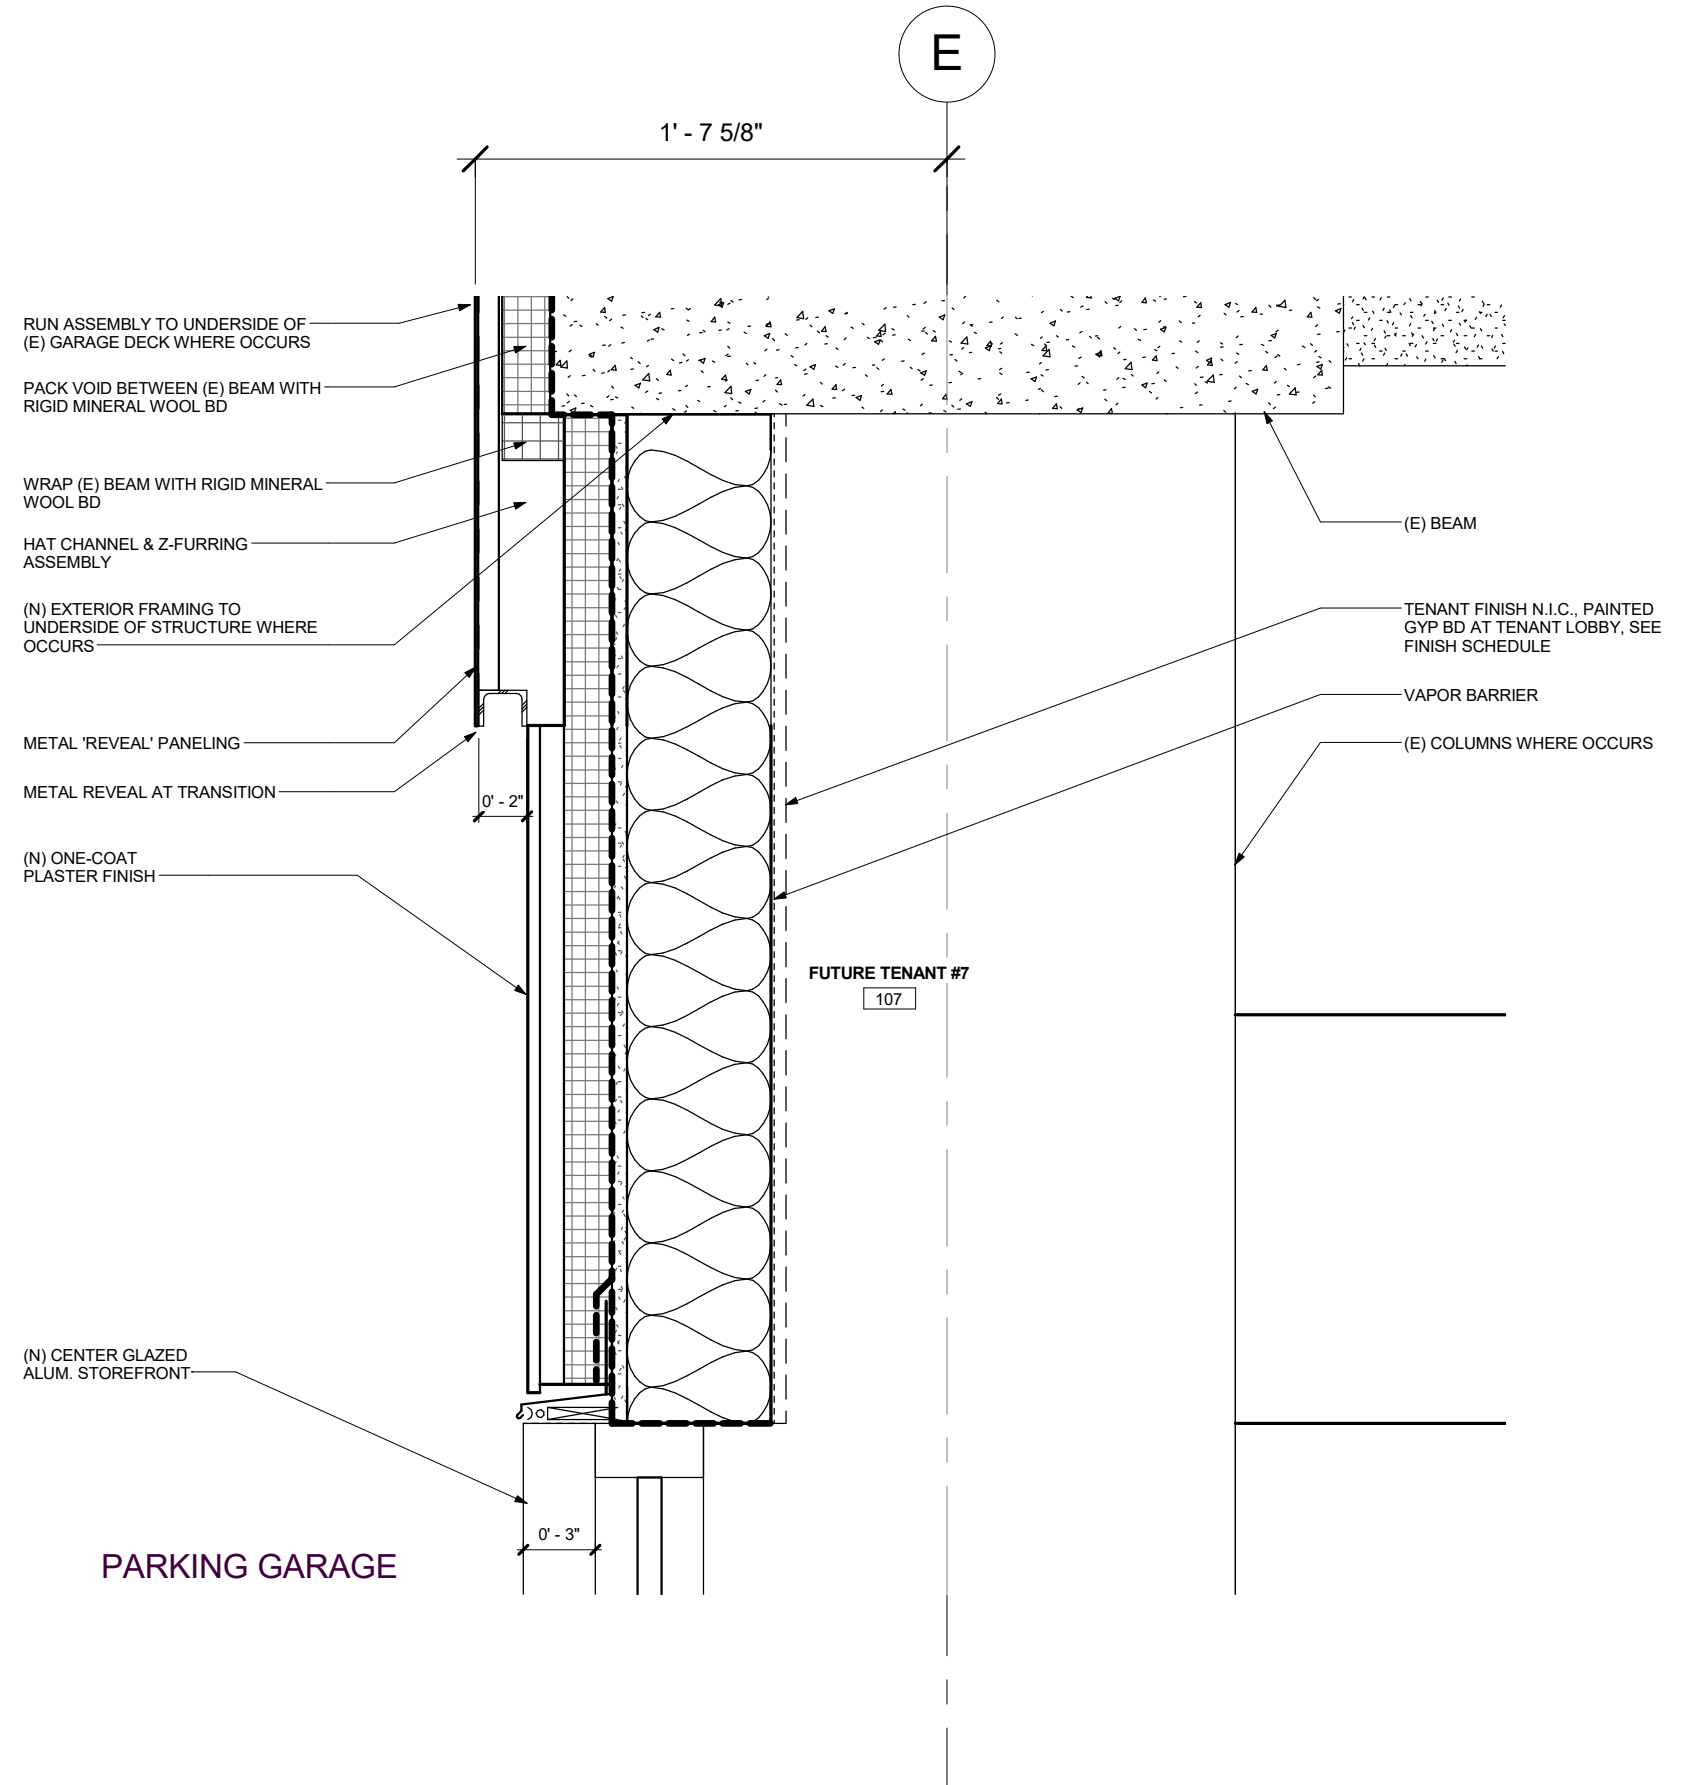 E
1' - 7 5/8"
RUN ASSEMBLY TO UNDERSIDE OF
(E) GARAGE DECK WHERE OCCURS
PACK VOID BETWEEN (E) BEAM WITH
RIGID MINERAL WOOL BD
WRAP (E) BEAM WITH RIGID MINERAL
WOOL BD
HAT CHANNEL & Z-FURRING
ASSEMBLY
(N) EXTERIOR FRAMING TO
UNDERSIDE OF STRUCTURE WHERE
OCCURS
METAL 'REVEAL' PANELING
METAL REVEAL AT TRANSITION
0' - 2"
(N) ONE-COAT
PLASTER FINISH
(N) CENTER GLAZED
ALUM. STOREFRONT
0' - 3"
PARKING GARAGE
(E) BEAM
TENANT FINISH N.I.C., PAINTED
GYP BD AT TENANT LOBBY, SEE
FINISH SCHEDULE
VAPOR BARRIER
(E) COLUMNS WHERE OCCURS
FUTURE TENANT #7
107